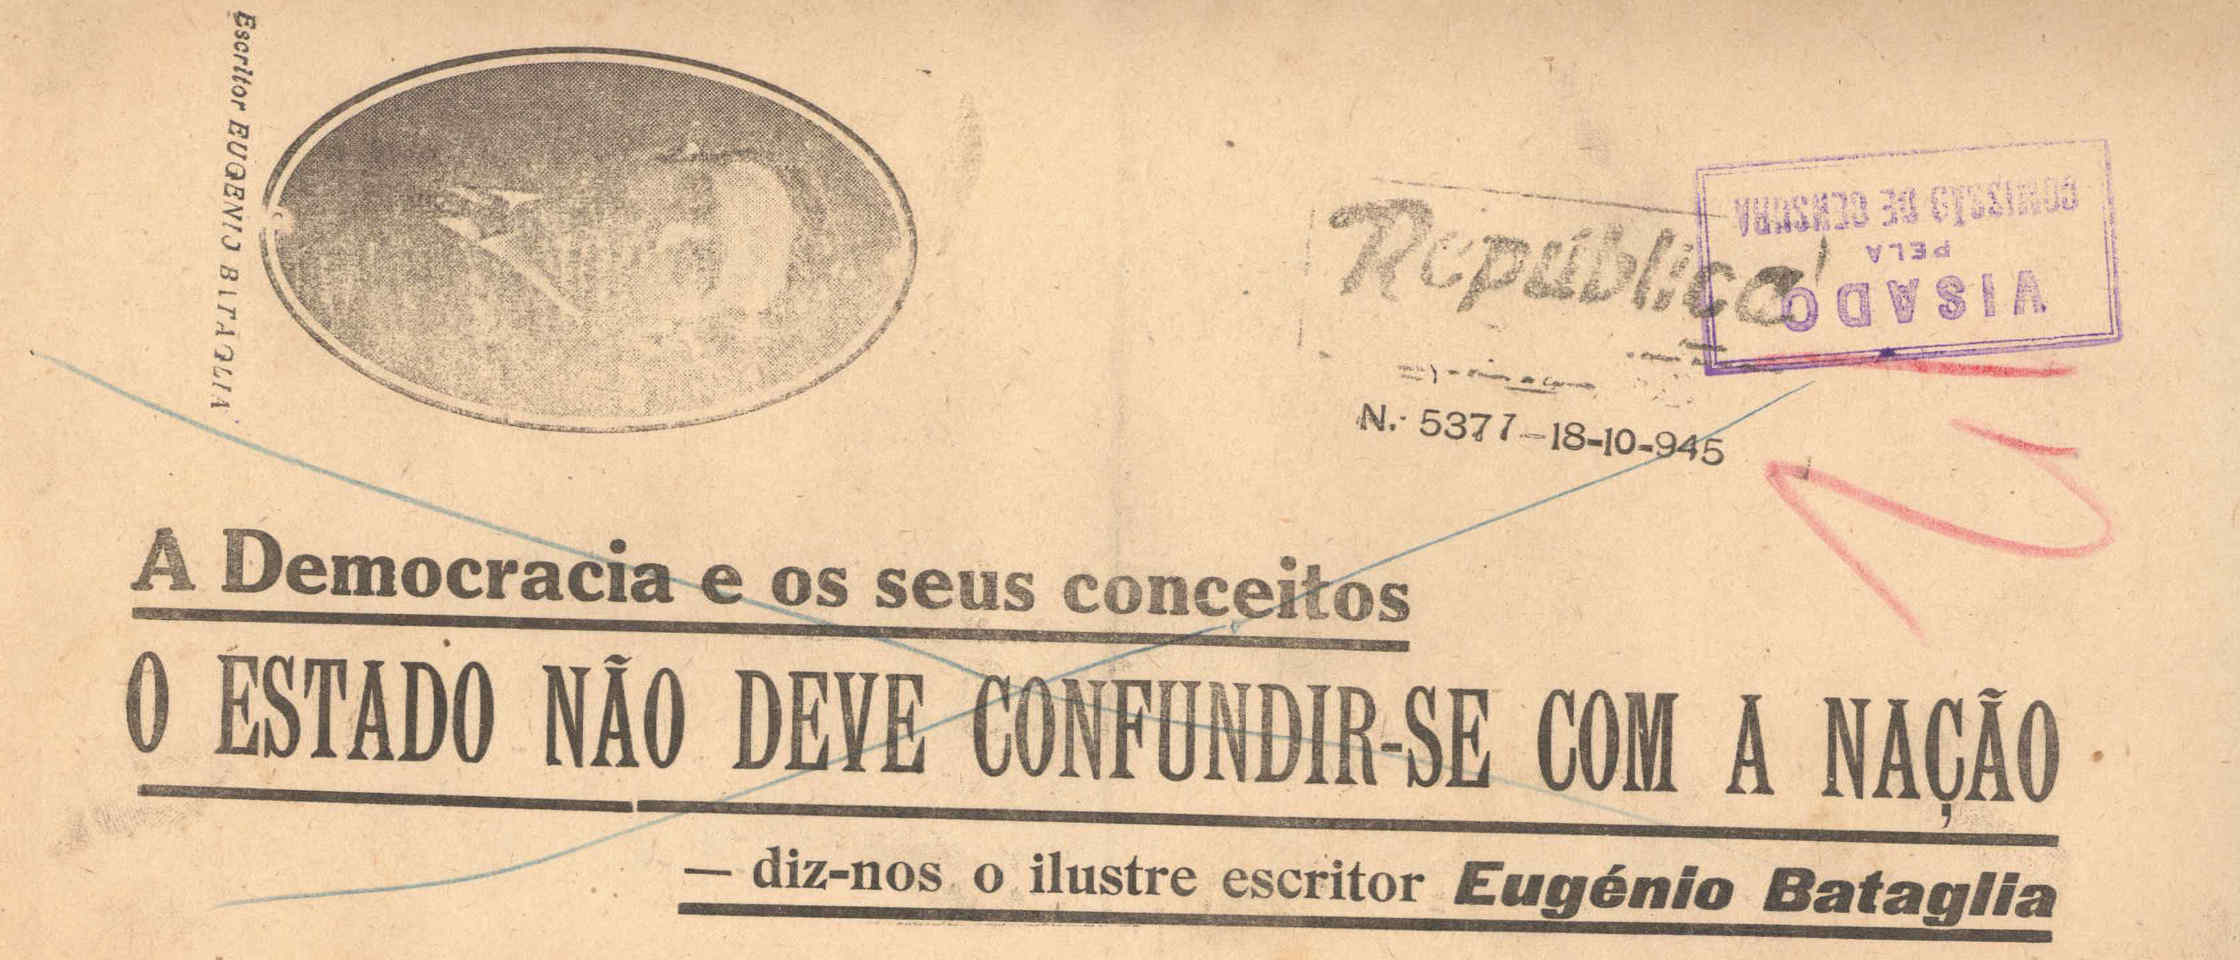 Escritor EUGENIO BATAGLIA
República
VISADO
PELA
COMISSÃO DE CENSURA
N.· 5377—18-10-945
A Democracia e os seus conceitos
O ESTADO NÃO DEVE CONFUNDIR-SE COM A NAÇÃO
— diz-nos o ilustre escritor Eugénio Bataglia